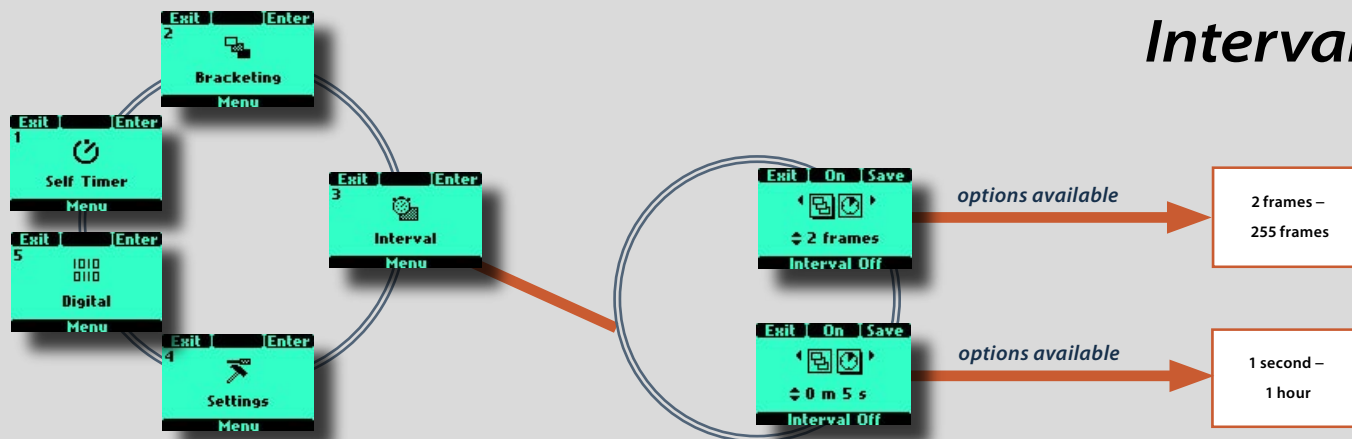 Interval
Exit Enter
2
Bracketing
Menu
Exit Enter
1
Self Timer
Menu
Exit Enter
3
Interval
Menu
Exit Enter
5
1010
0110
Digital
Menu
Exit Enter
4
Settings
Menu
Exit On Save
2 frames
Interval Off
options available
2 frames –
255 frames
Exit On Save
0 m 5 s
Interval Off
options available
1 second –
1 hour